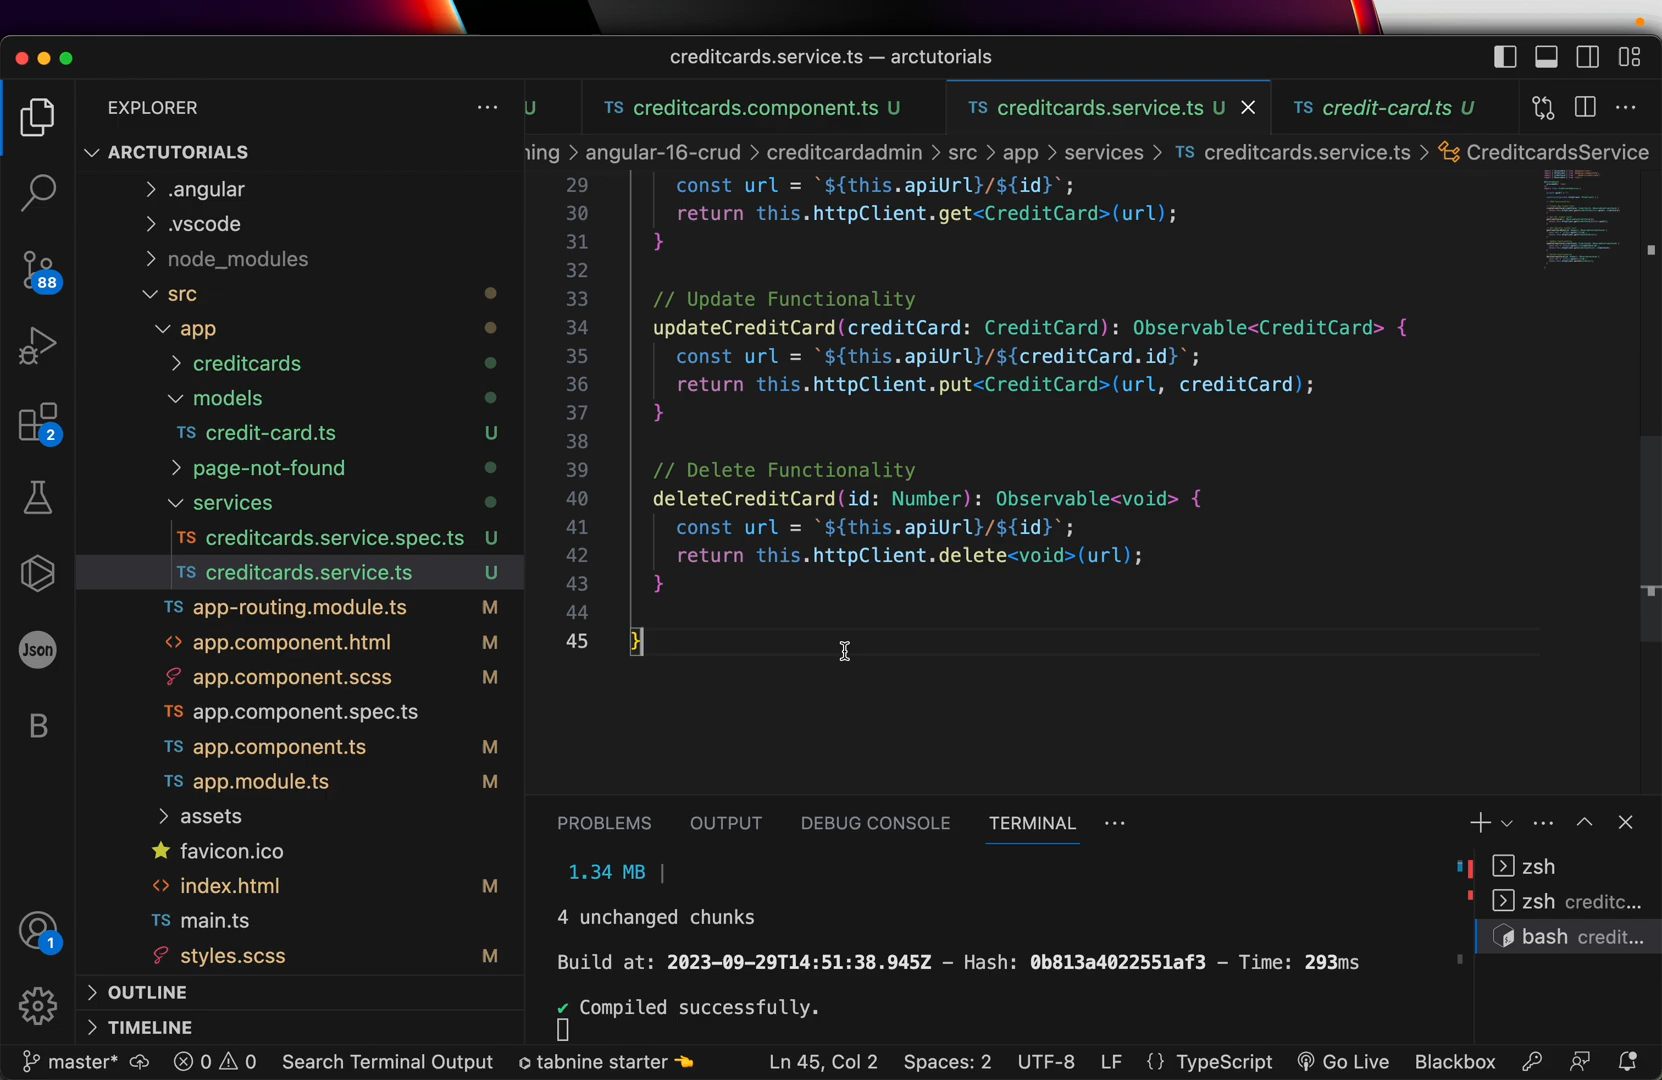 creditcards.service.ts — arctutorials
EXPLORER
U
TS creditcards.component.ts U
TS creditcards.service.ts U
TS credit-card.ts U
ARCTUTORIALS
ning > angular-16-crud > creditcardadmin > src > app > services > TS creditcards.service.ts > CreditcardsService
.angular
.vscode
node_modules
src
app
creditcards
models
TS credit-card.ts U
page-not-found
services
TS creditcards.service.spec.ts U
TS creditcards.service.ts U
TS app-routing.module.ts M
<> app.component.html M
app.component.scss M
TS app.component.spec.ts
TS app.component.ts M
TS app.module.ts M
assets
favicon.ico
<> index.html M
TS main.ts
styles.scss M
OUTLINE
TIMELINE
88
2
Json
B
1
29 const url = `${this.apiUrl}/${id}`;
30 return this.httpClient.get<CreditCard>(url);
31 }
32
33 // Update Functionality
34 updateCreditCard(creditCard: CreditCard): Observable<CreditCard> {
35 const url = `${this.apiUrl}/${creditCard.id}`;
36 return this.httpClient.put<CreditCard>(url, creditCard);
37 }
38
39 // Delete Functionality
40 deleteCreditCard(id: Number): Observable<void> {
41 const url = `${this.apiUrl}/${id}`;
42 return this.httpClient.delete<void>(url);
43 }
44
45 }
PROBLEMS OUTPUT DEBUG CONSOLE TERMINAL
1.34 MB |
4 unchanged chunks
Build at: 2023-09-29T14:51:38.945Z - Hash: 0b813a4022551af3 - Time: 293ms
✔ Compiled successfully.
zsh
zsh creditc...
bash credit...
master* 0 0 Search Terminal Output tabnine starter Ln 45, Col 2 Spaces: 2 UTF-8 LF {} TypeScript Go Live Blackbox